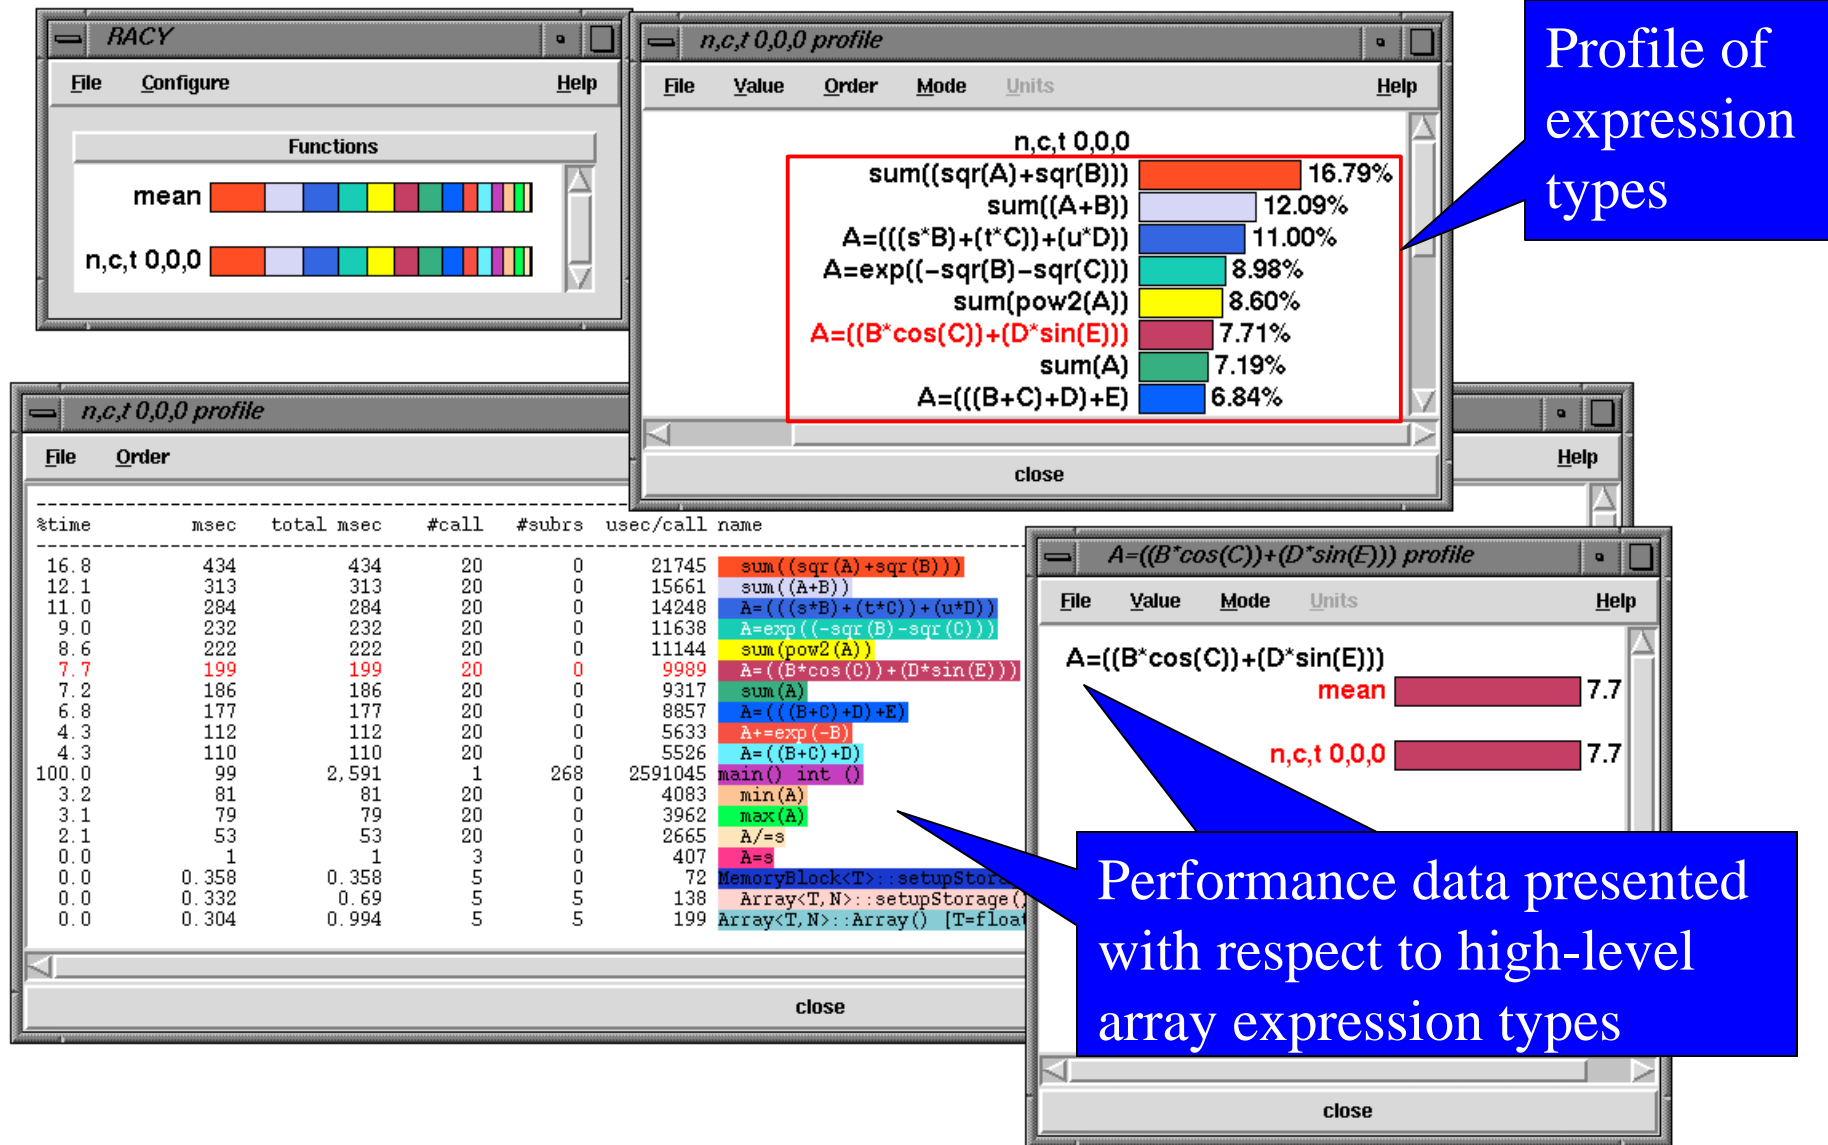 RACY
File Configure Help
Functions
mean
n,c,t 0,0,0
n,c,t 0,0,0 profile
File Value Order Mode Units Help
n,c,t 0,0,0
sum((sqr(A)+sqr(B))) 16.79%
sum((A+B)) 12.09%
A=(((s*B)+(t*C))+(u*D)) 11.00%
A=exp((-sqr(B)-sqr(C))) 8.98%
sum(pow2(A)) 8.60%
A=((B*cos(C))+(D*sin(E))) 7.71%
sum(A) 7.19%
A=(((B+C)+D)+E) 6.84%
close
Profile of
expression
types
n,c,t 0,0,0 profile
File Order Help
%time msec total msec #call #subrs usec/call name
16.8 434 434 20 0 21745 sum((sqr(A)+sqr(B)))
12.1 313 313 20 0 15661 sum((A+B))
11.0 284 284 20 0 14248 A=(((s*B)+(t*C))+(u*D))
9.0 232 232 20 0 11638 A=exp((-sqr(B)-sqr(C)))
8.6 222 222 20 0 11144 sum(pow2(A))
7.7 199 199 20 0 9989 A=((B*cos(C))+(D*sin(E)))
7.2 186 186 20 0 9317 sum(A)
6.8 177 177 20 0 8857 A=(((B+C)+D)+E)
4.3 112 112 20 0 5633 A+=exp(-B)
4.3 110 110 20 0 5526 A=((B+C)+D)
100.0 99 2,591 1 268 2591045 main() int ()
3.2 81 81 20 0 4083 min(A)
3.1 79 79 20 0 3962 max(A)
2.1 53 53 20 0 2665 A/=s
0.0 1 1 3 0 407 A=s
0.0 0.358 0.358 5 0 72 MemoryBlock<T>::setupStora
0.0 0.332 0.69 5 5 138 Array<T,N>::setupStorage()
0.0 0.304 0.994 5 5 199 Array<T,N>::Array() [T=float
close
A=((B*cos(C))+(D*sin(E))) profile
File Value Mode Units Help
A=((B*cos(C))+(D*sin(E)))
mean 7.7
n,c,t 0,0,0 7.7
Performance data presented
with respect to high-level
array expression types
close